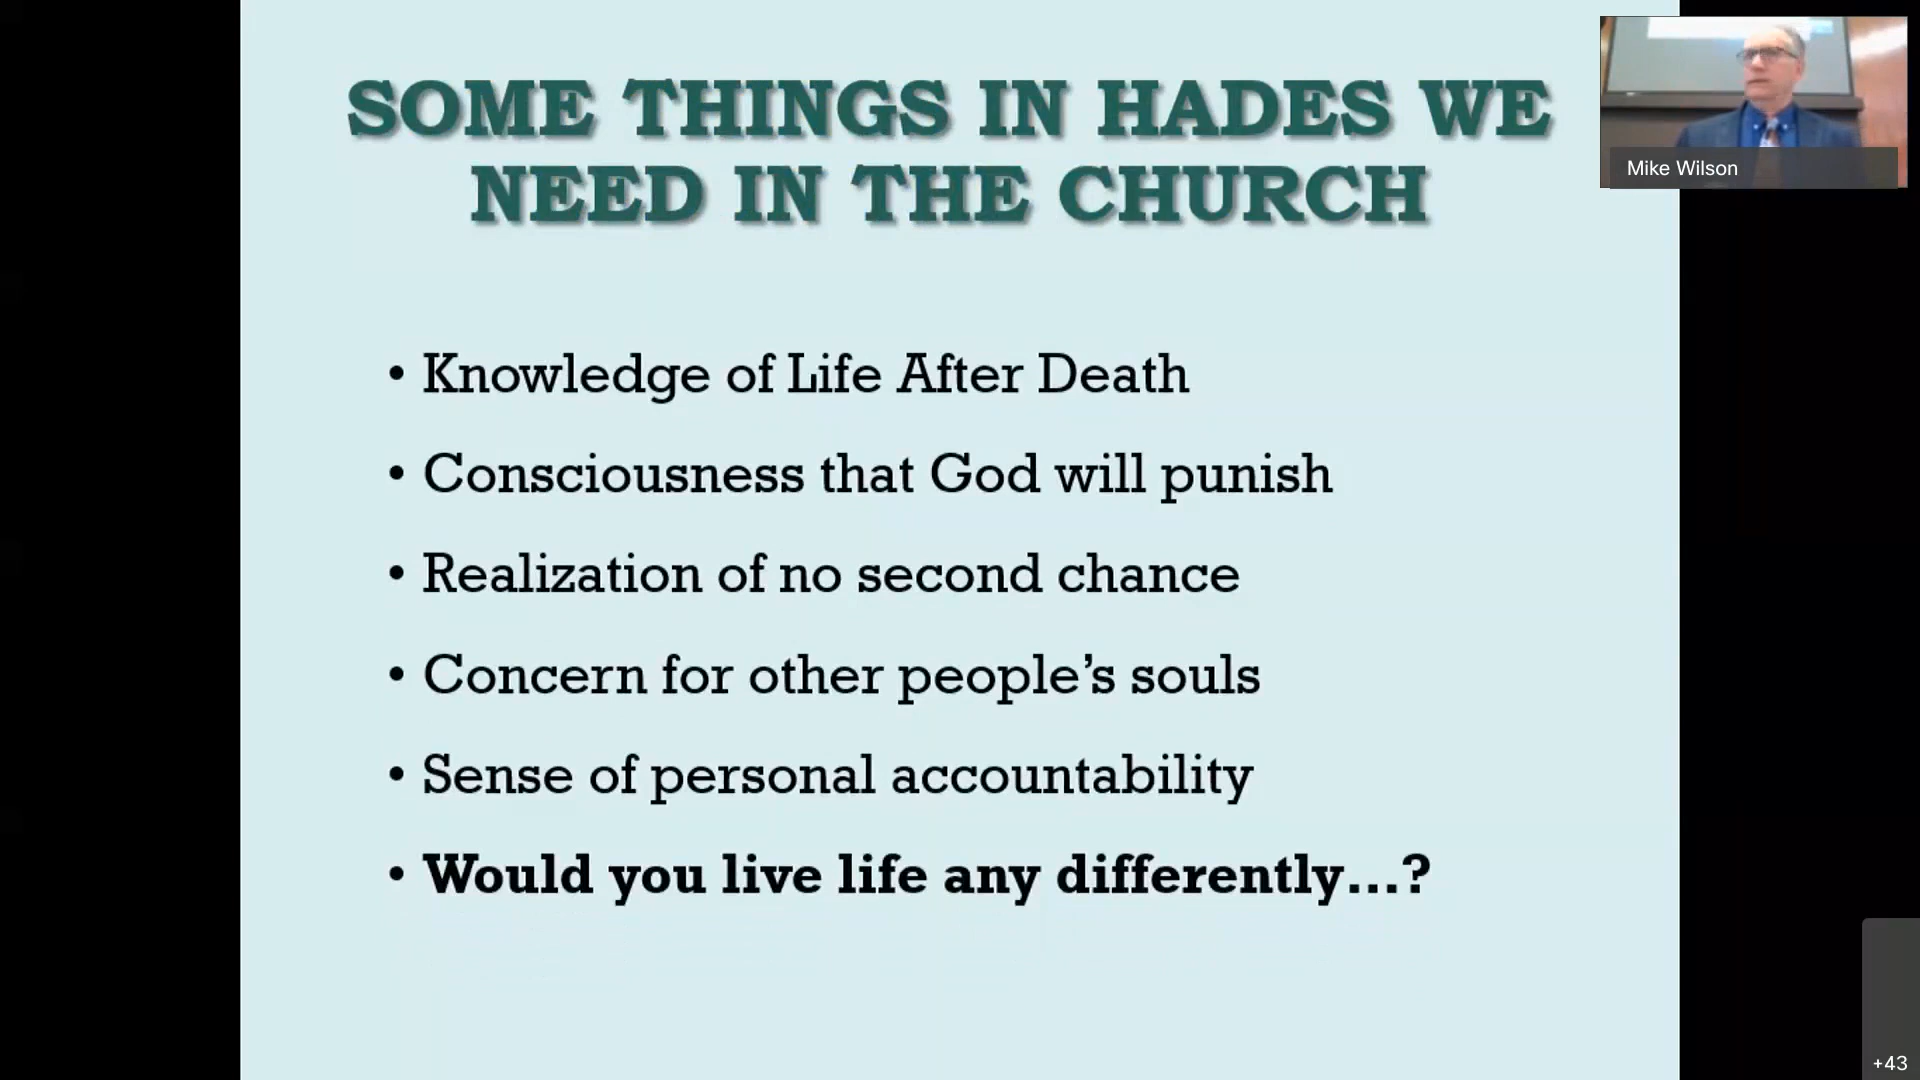 SOME THINGS IN HADES WE
NEED IN THE CHURCH
• Knowledge of Life After Death
• Consciousness that God will punish
• Realization of no second chance
• Concern for other people’s souls
• Sense of personal accountability
• Would you live life any differently...?
Mike Wilson
+43